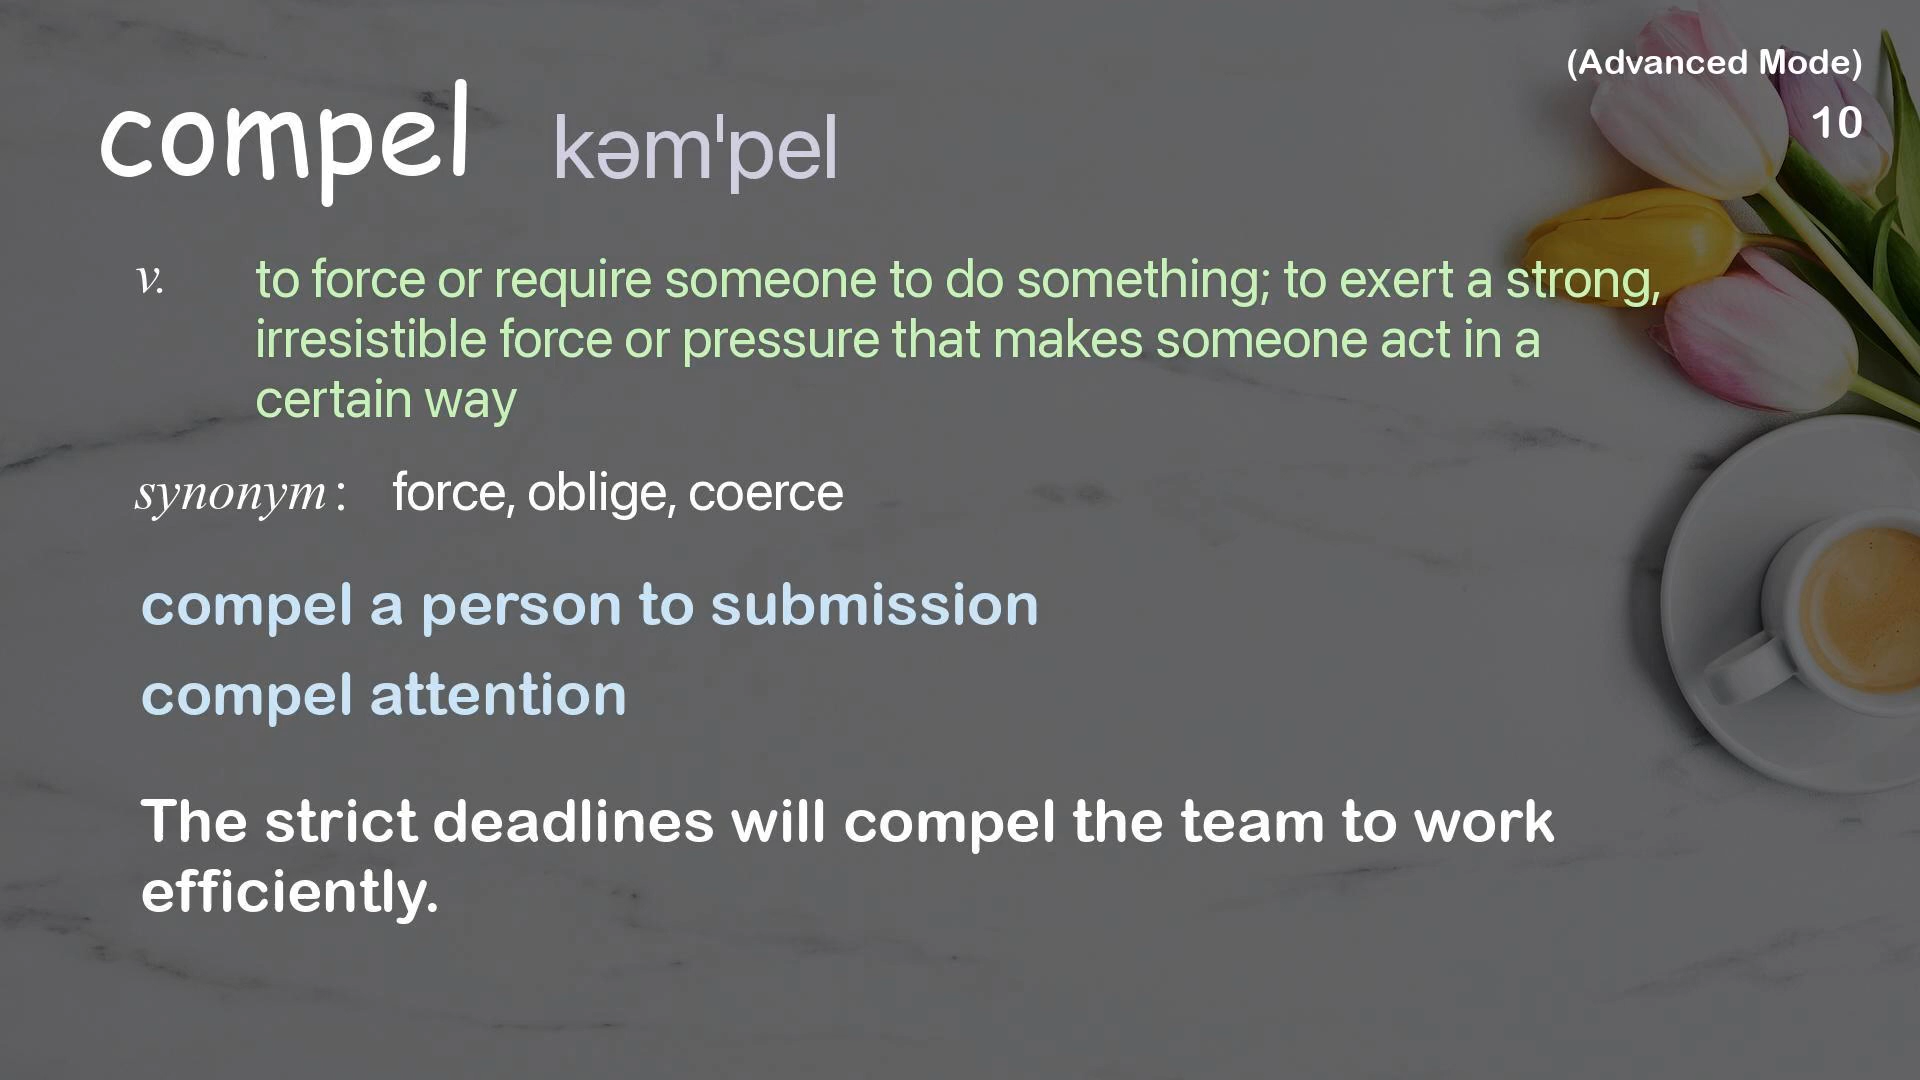 (Advanced Mode)
10
compel kəmˈpel
v. to force or require someone to do something; to exert a strong,
irresistible force or pressure that makes someone act in a
certain way
synonym : force, oblige, coerce
compel a person to submission
compel attention
The strict deadlines will compel the team to work
efficiently.